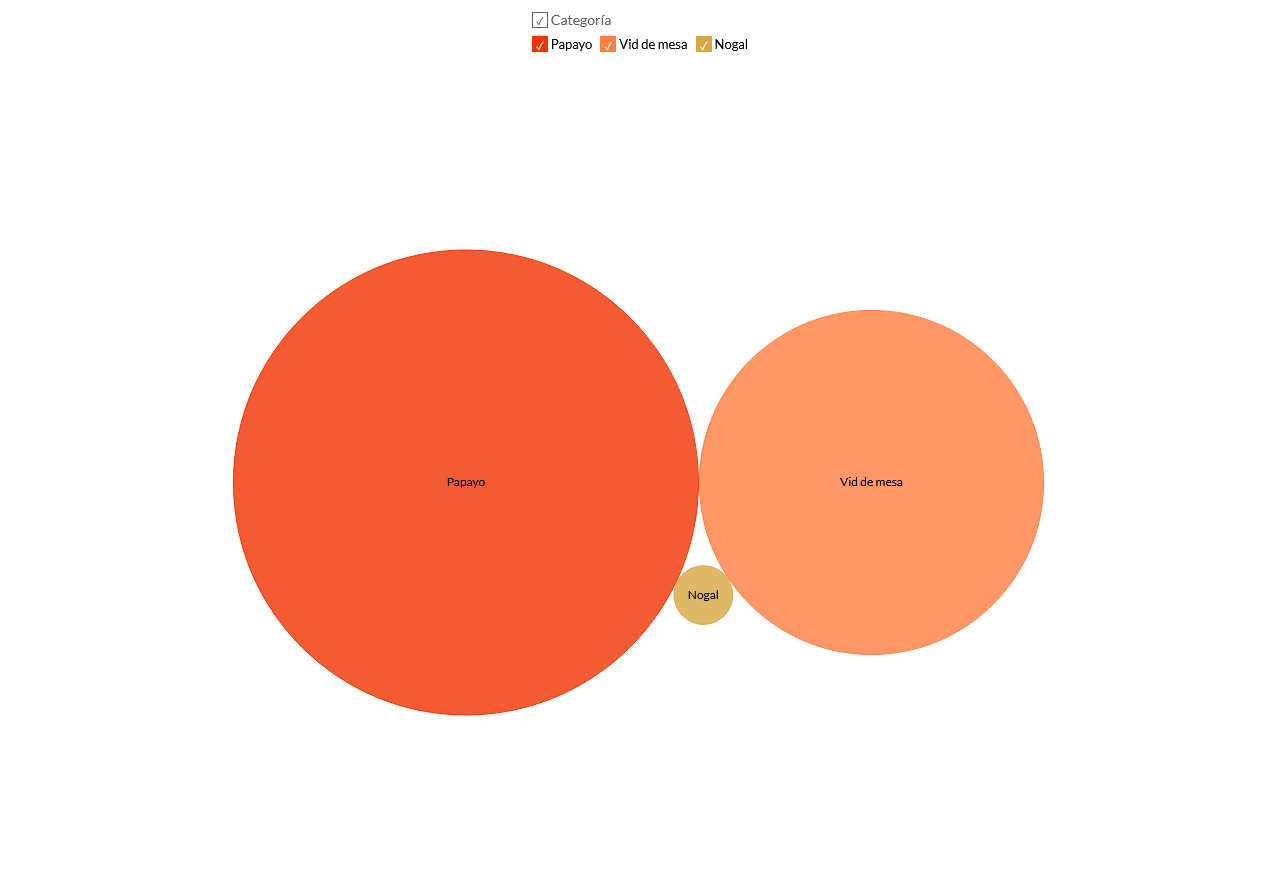 Categoría
Papayo Vid de mesa Nogal
Papayo
Vid de mesa
Nogal